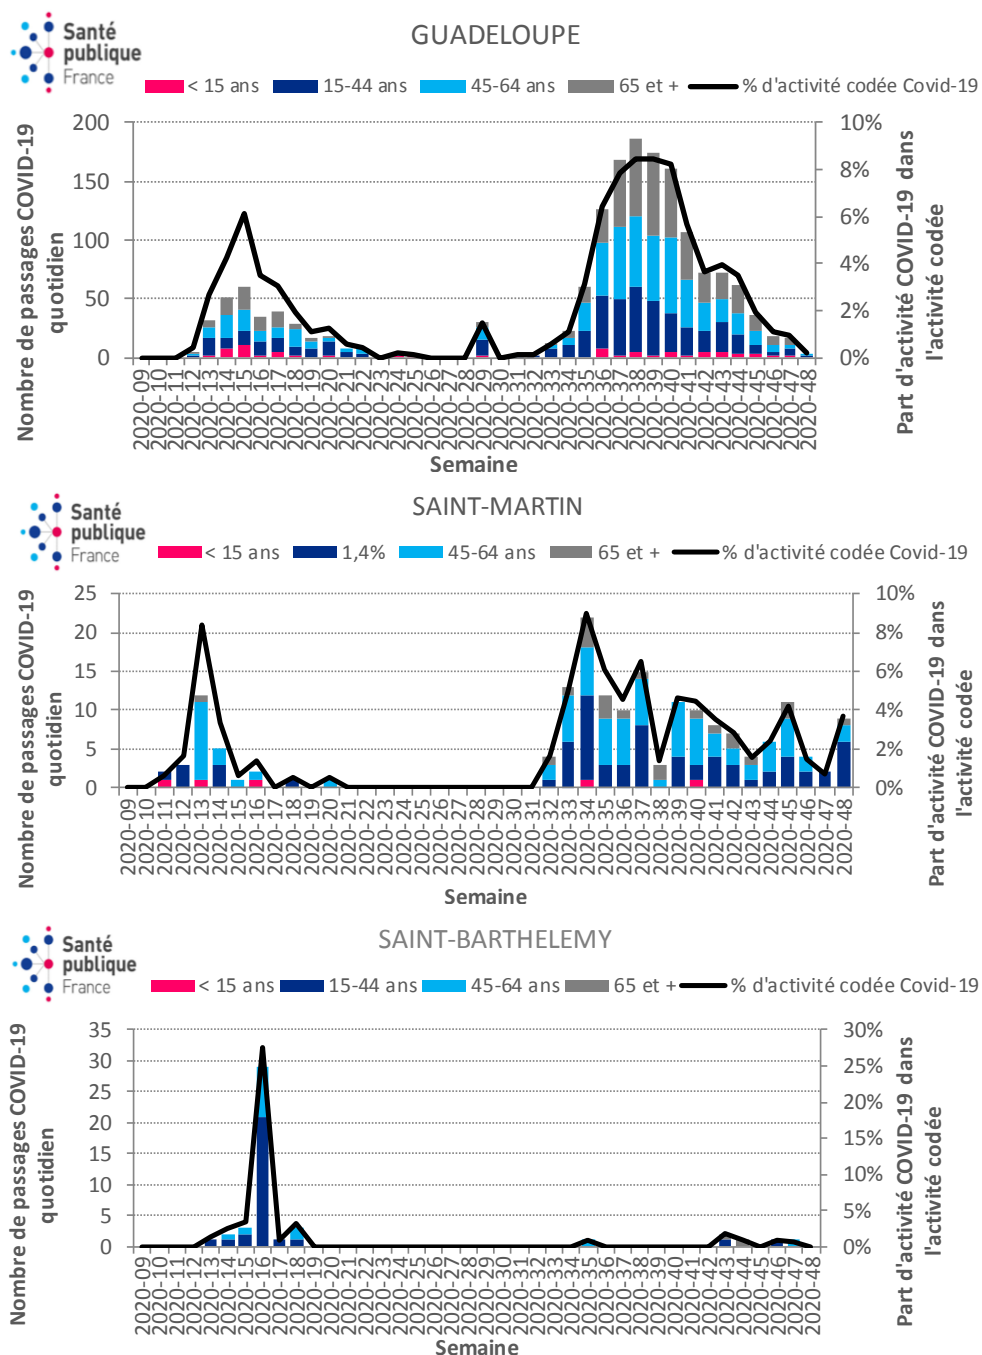 Santé
publique
France
GUADELOUPE
< 15 ans 15-44 ans 45-64 ans 65 et + % d'activité codée Covid-19
Nombre de passages COVID-19
quotidien
200
150
100
50
0
10%
8%
6%
4%
2%
0%
Part d'activité COVID-19 dans
l'activité codée
2020-09 2020-10 2020-11 2020-12 2020-13 2020-14 2020-15 2020-16 2020-17 2020-18 2020-19 2020-20 2020-21 2020-22 2020-23 2020-24 2020-25 2020-26 2020-27 2020-28 2020-29 2020-30 2020-31 2020-32 2020-33 2020-34 2020-35 2020-36 2020-37 2020-38 2020-39 2020-40 2020-41 2020-42 2020-43 2020-44 2020-45 2020-46 2020-47 2020-48
Semaine
Santé
publique
France
SAINT-MARTIN
< 15 ans 1,4% 45-64 ans 65 et + % d'activité codée Covid-19
Nombre de passages COVID-19
quotidien
25
20
15
10
5
0
10%
8%
6%
4%
2%
0%
Part d'activité COVID-19 dans
l'activité codée
2020-09 2020-10 2020-11 2020-12 2020-13 2020-14 2020-15 2020-16 2020-17 2020-18 2020-19 2020-20 2020-21 2020-22 2020-23 2020-24 2020-25 2020-26 2020-27 2020-28 2020-29 2020-30 2020-31 2020-32 2020-33 2020-34 2020-35 2020-36 2020-37 2020-38 2020-39 2020-40 2020-41 2020-42 2020-43 2020-44 2020-45 2020-46 2020-47 2020-48
Semaine
Santé
publique
France
SAINT-BARTHELEMY
< 15 ans 15-44 ans 45-64 ans 65 et + % d'activité codée Covid-19
Nombre de passages COVID-19
quotidien
35
30
25
20
15
10
5
0
30%
25%
20%
15%
10%
5%
0%
Part d'activité COVID-19 dans
l'activité codée
2020-09 2020-10 2020-11 2020-12 2020-13 2020-14 2020-15 2020-16 2020-17 2020-18 2020-19 2020-20 2020-21 2020-22 2020-23 2020-24 2020-25 2020-26 2020-27 2020-28 2020-29 2020-30 2020-31 2020-32 2020-33 2020-34 2020-35 2020-36 2020-37 2020-38 2020-39 2020-40 2020-41 2020-42 2020-43 2020-44 2020-45 2020-46 2020-47 2020-48
Semaine